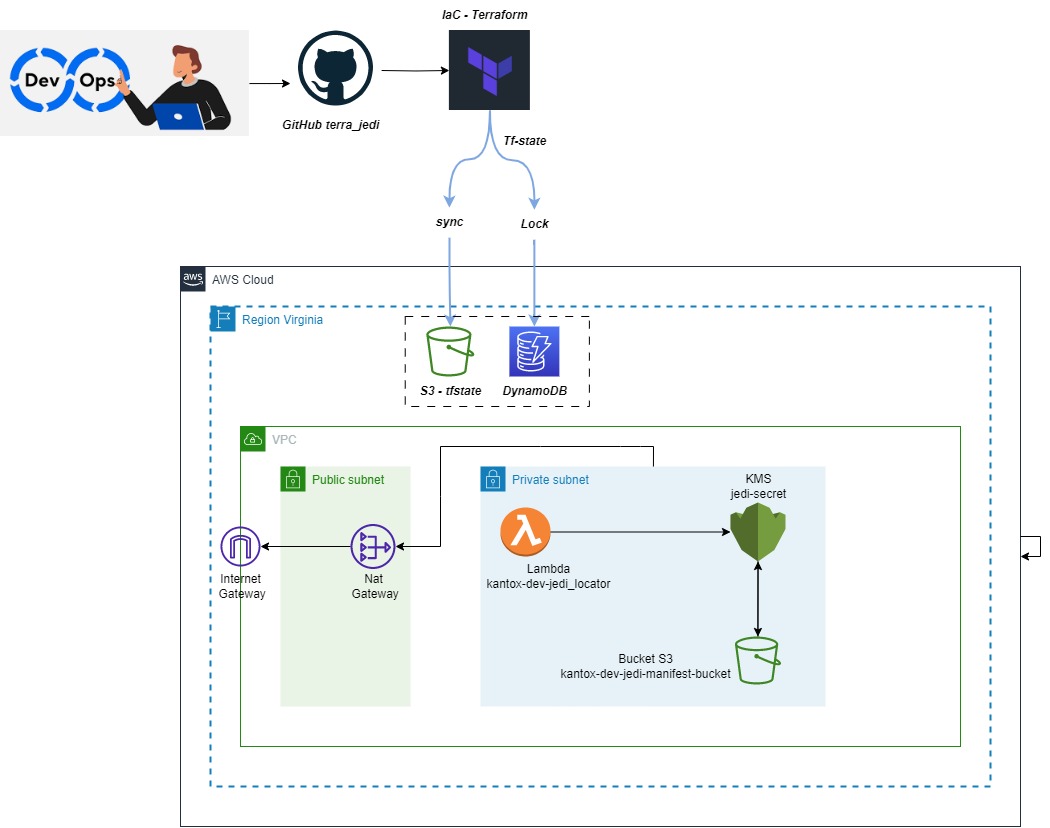 IaC - Terraform
Dev Ops
GitHub terra_jedi
Tf-state
sync
Lock
aws
AWS Cloud
Region Virginia
S3 - tfstate
DynamoDB
VPC
Public subnet
Private subnet
KMS
jedi-secret
Lambda
kantox-dev-jedi_locator
Internet
Gateway
Nat
Gateway
Bucket S3
kantox-dev-jedi-manifest-bucket